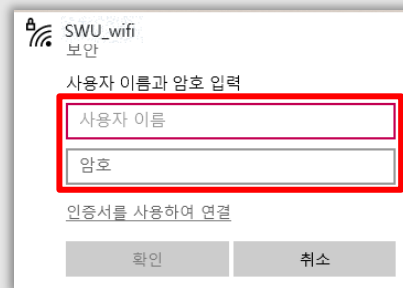 SWU_wifi
보안
사용자 이름과 암호 입력
사용자 이름
암호
인증서를 사용하여 연결
확인
취소